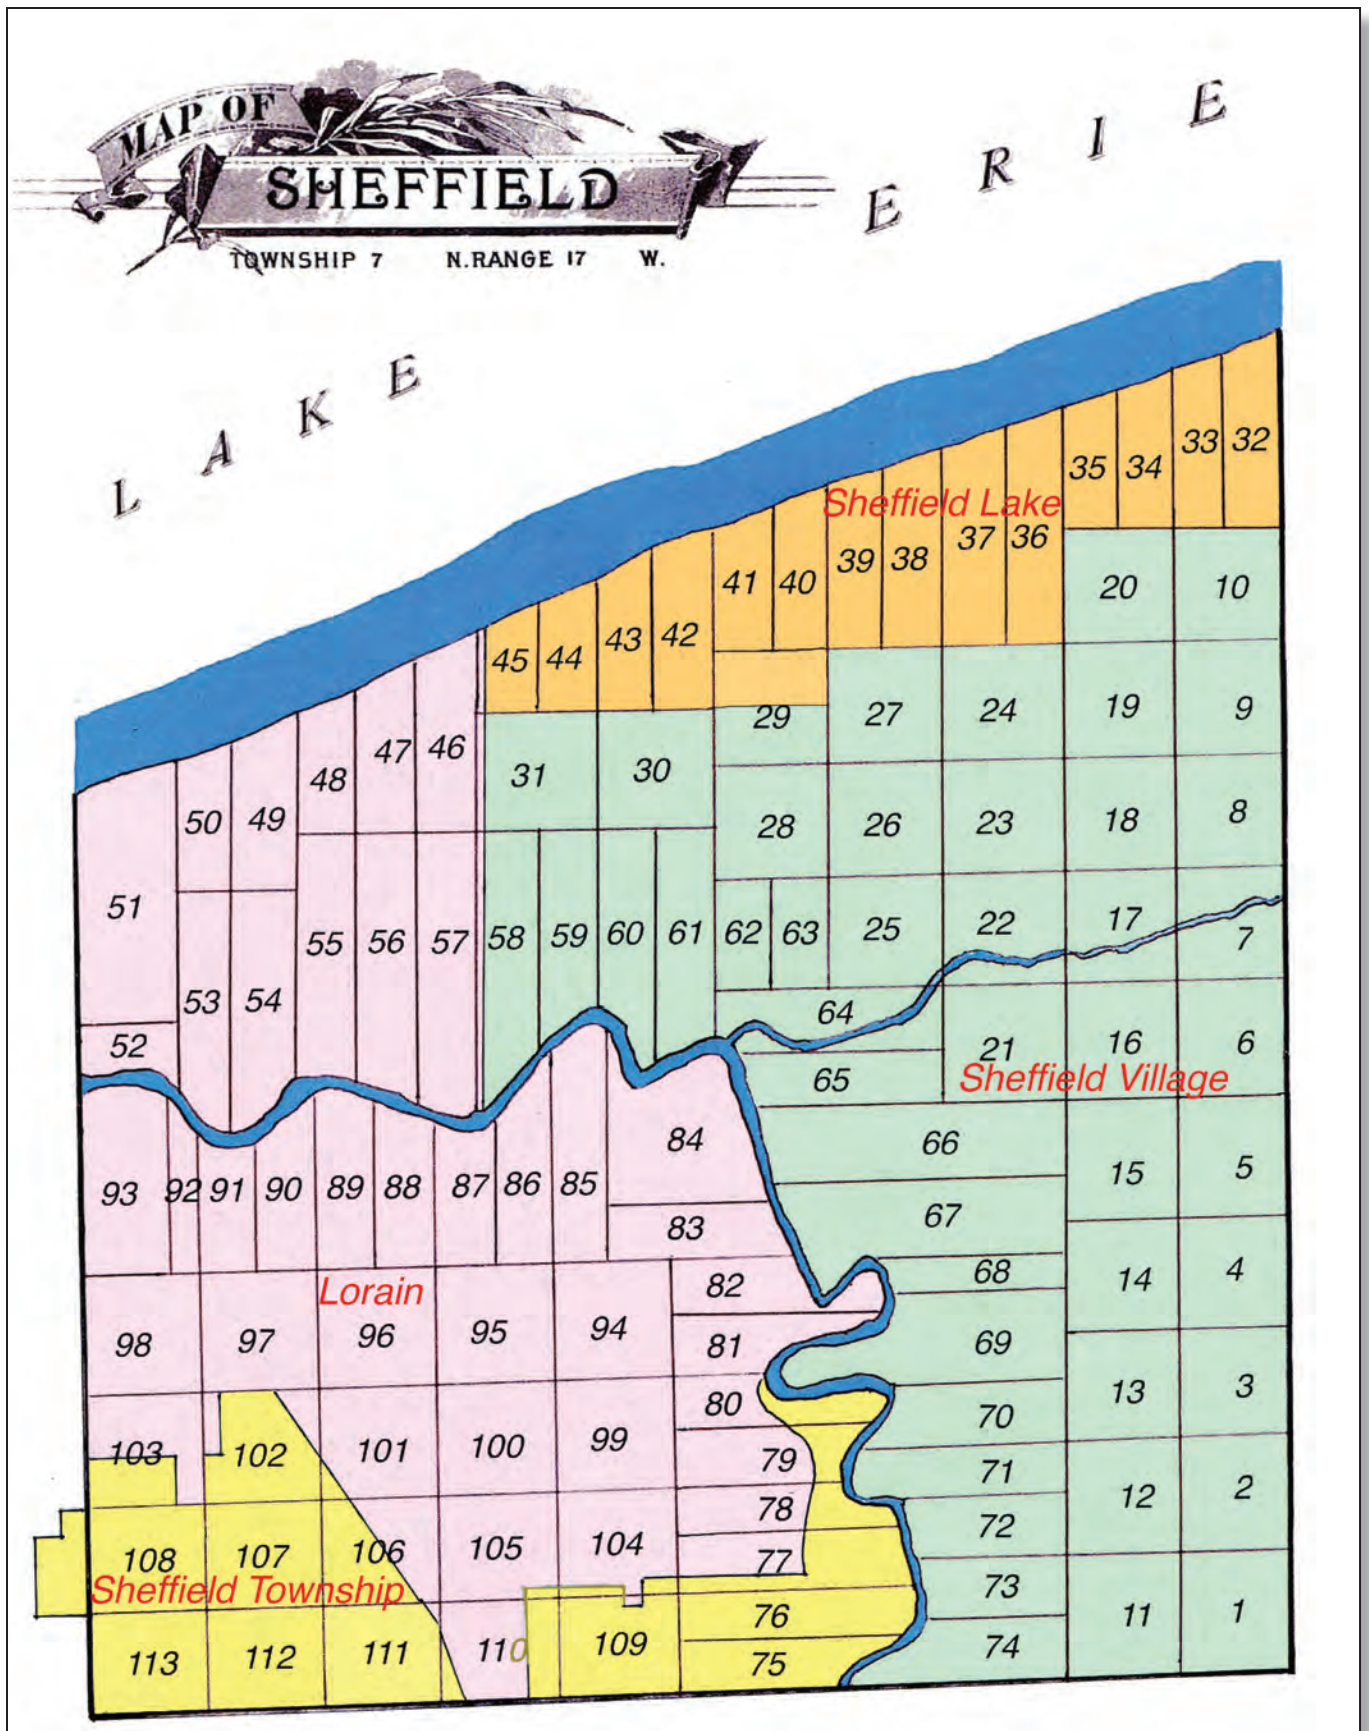 MAP OF
SHEFFIELD
TOWNSHIP 7 N.RANGE 17 W.
LAKE ERIE
35 34 33 32
Sheffield Lake
41 40 39 38 37 36
20 10
45 44 43 42
29 27 24 19 9
48 47 46 31 30
50 49 28 26 23 18 8
51 55 56 57 58 59 60 61 62 63 25 22 17 7
53 54 64
52 65 21 16 6
Sheffield Village
84 66
93 92 91 90 89 88 87 86 85 15 5
83 67
82 68 14 4
Lorain
98 97 96 95 94 81 69
80 70 13 3
103 102 101 100 99 79 71
78 72 12 2
108 107 106 105 104 77
Sheffield Township
76 73 11 1
113 112 111 110 109 75 74